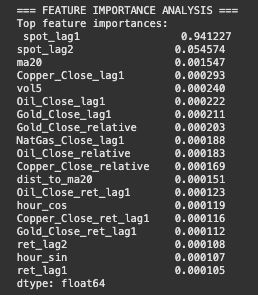 === FEATURE IMPORTANCE ANALYSIS ===
Top feature importances:
spot_lag1 0.941227
spot_lag2 0.054574
ma20 0.001547
Copper_Close_lag1 0.000293
vol5 0.000240
Oil_Close_lag1 0.000222
Gold_Close_lag1 0.000211
Gold_Close_relative 0.000203
NatGas_Close_lag1 0.000188
Oil_Close_relative 0.000183
Copper_Close_relative 0.000169
dist_to_ma20 0.000151
Oil_Close_ret_lag1 0.000123
hour_cos 0.000119
Copper_Close_ret_lag1 0.000116
Gold_Close_ret_lag1 0.000112
ret_lag2 0.000108
hour_sin 0.000107
ret_lag1 0.000105
dtype: float64